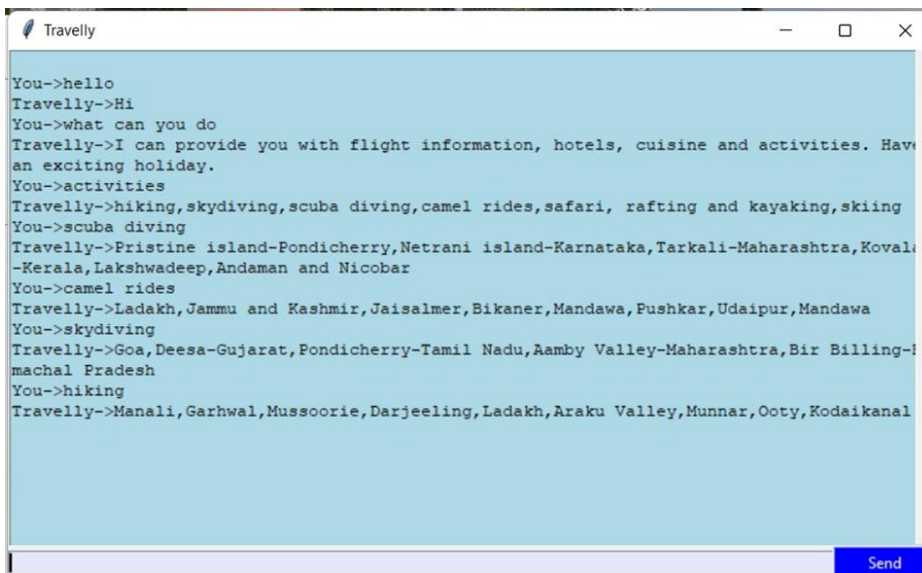 Travelly
You->hello
Travelly->Hi
You->what can you do
Travelly->I can provide you with flight information, hotels, cuisine and activities. Have
an exciting holiday.
You->activities
Travelly->hiking,skydiving,scuba diving,camel rides,safari, rafting and kayaking,skiing
You->scuba diving
Travelly->Pristine island-Pondicherry,Netrani island-Karnataka,Tarkali-Maharashtra,Kovala
-Kerala,Lakshwadeep,Andaman and Nicobar
You->camel rides
Travelly->Ladakh,Jammu and Kashmir,Jaisalmer,Bikaner,Mandawa,Pushkar,Udaipur,Mandawa
You->skydiving
Travelly->Goa,Deesa-Gujarat,Pondicherry-Tamil Nadu,Aamby Valley-Maharashtra,Bir Billing-
machal Pradesh
You->hiking
Travelly->Manali,Garhwal,Mussoorie,Darjeeling,Ladakh,Araku Valley,Munnar,Ooty,Kodaikanal
Send